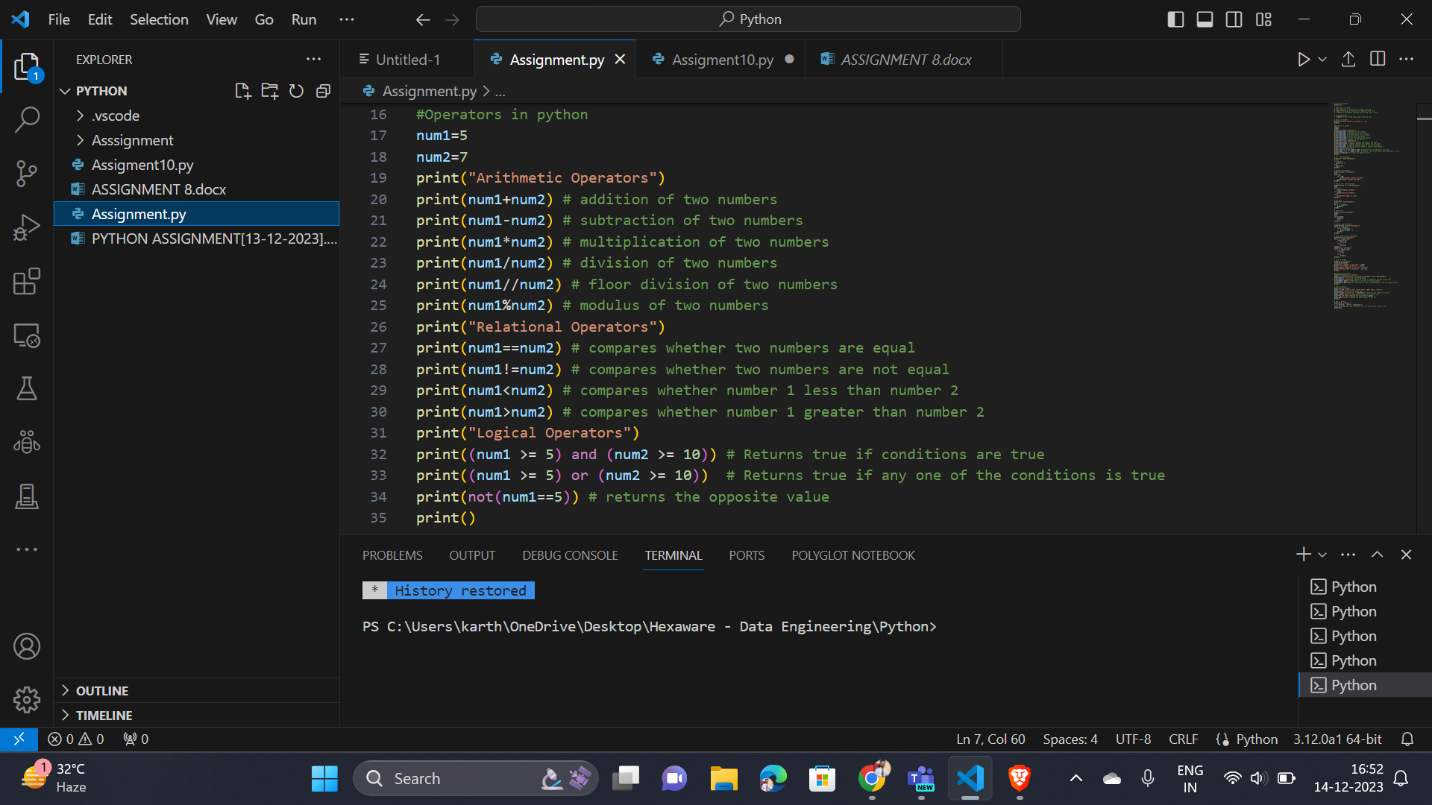 File Edit Selection View Go Run ···
Python
EXPLORER
Untitled-1
Assignment.py
Assigment10.py
ASSIGNMENT 8.docx
PYTHON
Assignment.py > ...
.vscode
Asssignment
Assigment10.py
ASSIGNMENT 8.docx
Assignment.py
PYTHON ASSIGNMENT[13-12-2023]....
16 #Operators in python
17 num1=5
18 num2=7
19 print("Arithmetic Operators")
20 print(num1+num2) # addition of two numbers
21 print(num1-num2) # subtraction of two numbers
22 print(num1*num2) # multiplication of two numbers
23 print(num1/num2) # division of two numbers
24 print(num1//num2) # floor division of two numbers
25 print(num1%num2) # modulus of two numbers
26 print("Relational Operators")
27 print(num1==num2) # compares whether two numbers are equal
28 print(num1!=num2) # compares whether two numbers are not equal
29 print(num1<num2) # compares whether number 1 less than number 2
30 print(num1>num2) # compares whether number 1 greater than number 2
31 print("Logical Operators")
32 print((num1 >= 5) and (num2 >= 10)) # Returns true if conditions are true
33 print((num1 >= 5) or (num2 >= 10))  # Returns true if any one of the conditions is true
34 print(not(num1==5)) # returns the opposite value
35 print()
PROBLEMS OUTPUT DEBUG CONSOLE TERMINAL PORTS POLYGLOT NOTEBOOK
* History restored
PS C:\Users\karth\OneDrive\Desktop\Hexaware - Data Engineering\Python>
Python
Python
Python
Python
Python
OUTLINE
TIMELINE
0 0 0
Ln 7, Col 60 Spaces: 4 UTF-8 CRLF Python 3.12.0a1 64-bit
1
1
32°C
Haze
Search
NEW
ENG
IN
16:52
14-12-2023